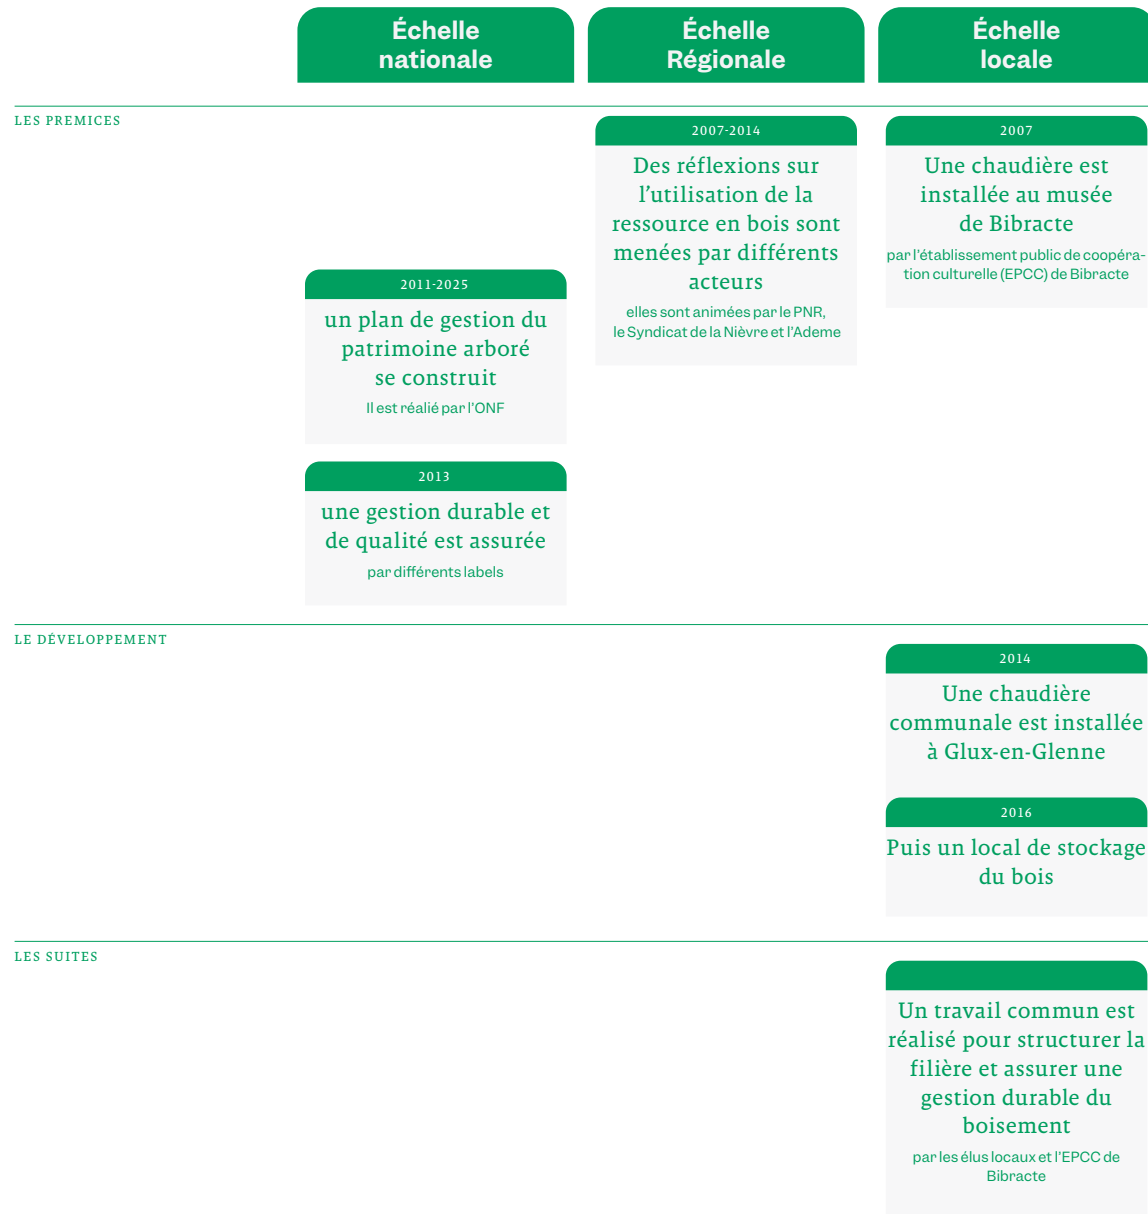 Échelle
nationale
Échelle
Régionale
Échelle
locale
LES PREMICES
2011-2025
un plan de gestion du
patrimoine arboré
se construit
Il est réalié par l'ONF
2013
une gestion durable et
de qualité est assurée
par différents labels
2007-2014
Des réflexions sur
l'utilisation de la
ressource en bois sont
menées par différents
acteurs
elles sont animées par le PNR,
le Syndicat de la Nièvre et l'Ademe
2007
Une chaudière est
installée au musée
de Bibracte
par l'établissement public de coopéra-
tion culturelle (EPCC) de Bibracte
LE DÉVELOPPEMENT
2014
Une chaudière
communale est installée
à Glux-en-Glenne
2016
Puis un local de stockage
du bois
LES SUITES
Un travail commun est
réalisé pour structurer la
filière et assurer une
gestion durable du
boisement
par les élus locaux et l'EPCC de
Bibracte